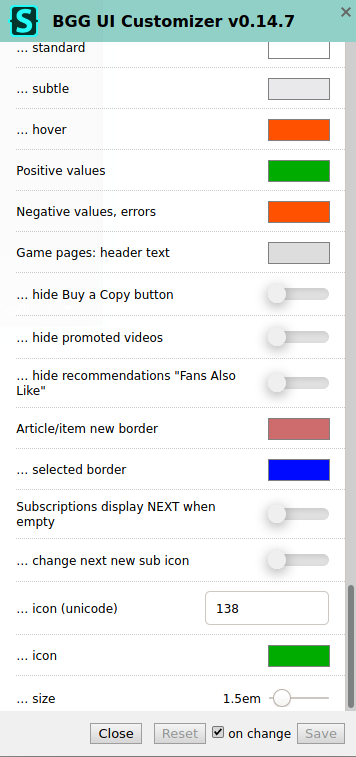 BGG UI Customizer v0.14.7
... standard
... subtle
... hover
Positive values
Negative values, errors
Game pages: header text
... hide Buy a Copy button
... hide promoted videos
... hide recommendations "Fans Also
Like"
Article/item new border
... selected border
Subscriptions display NEXT when
empty
... change next new sub icon
... icon (unicode) 138
... icon
... size 1.5em
Close Reset on change Save